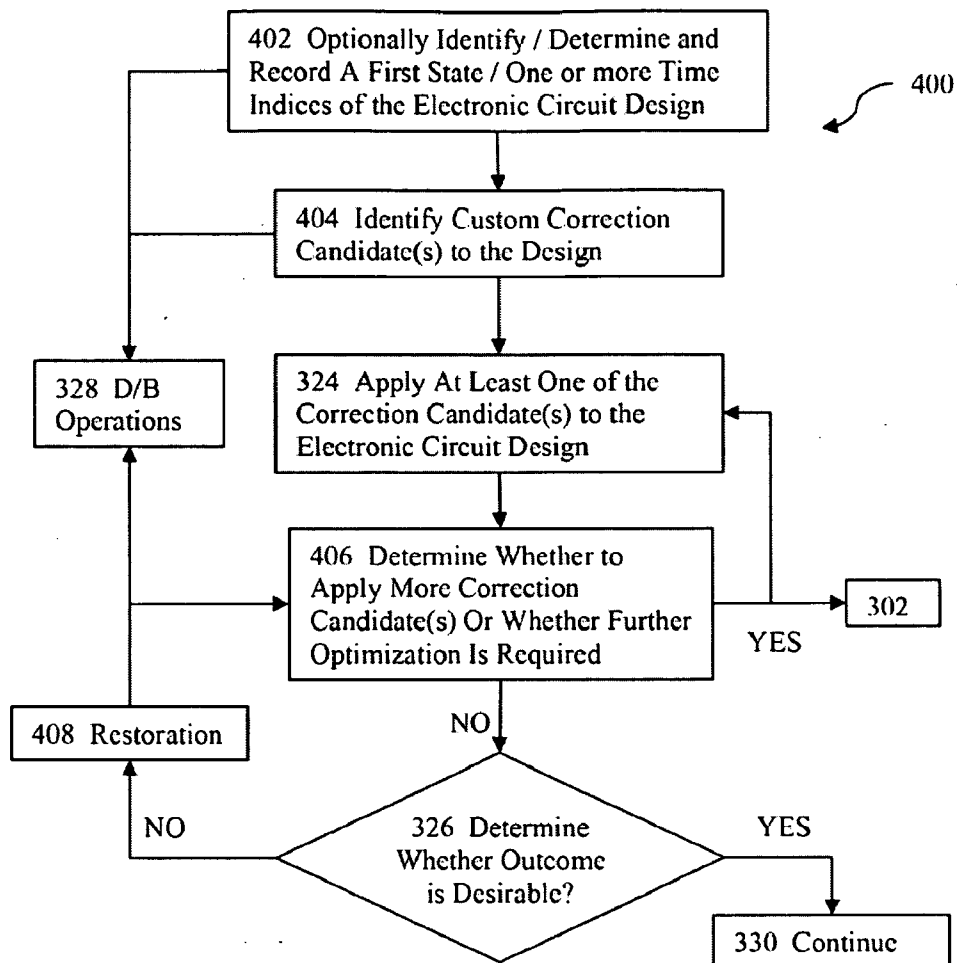 402 Optionally Identify / Determine and
Record A First State / One or more Time
Indices of the Electronic Circuit Design
400
404 Identify Custom Correction
Candidate(s) to the Design
328 D/B
Operations
324 Apply At Least One of the
Correction Candidate(s) to the
Electronic Circuit Design
406 Determine Whether to
Apply More Correction
Candidate(s) Or Whether Further
Optimization Is Required
302
YES
NO
408 Restoration
NO
326 Determine
Whether Outcome
is Desirable?
YES
330 Continue